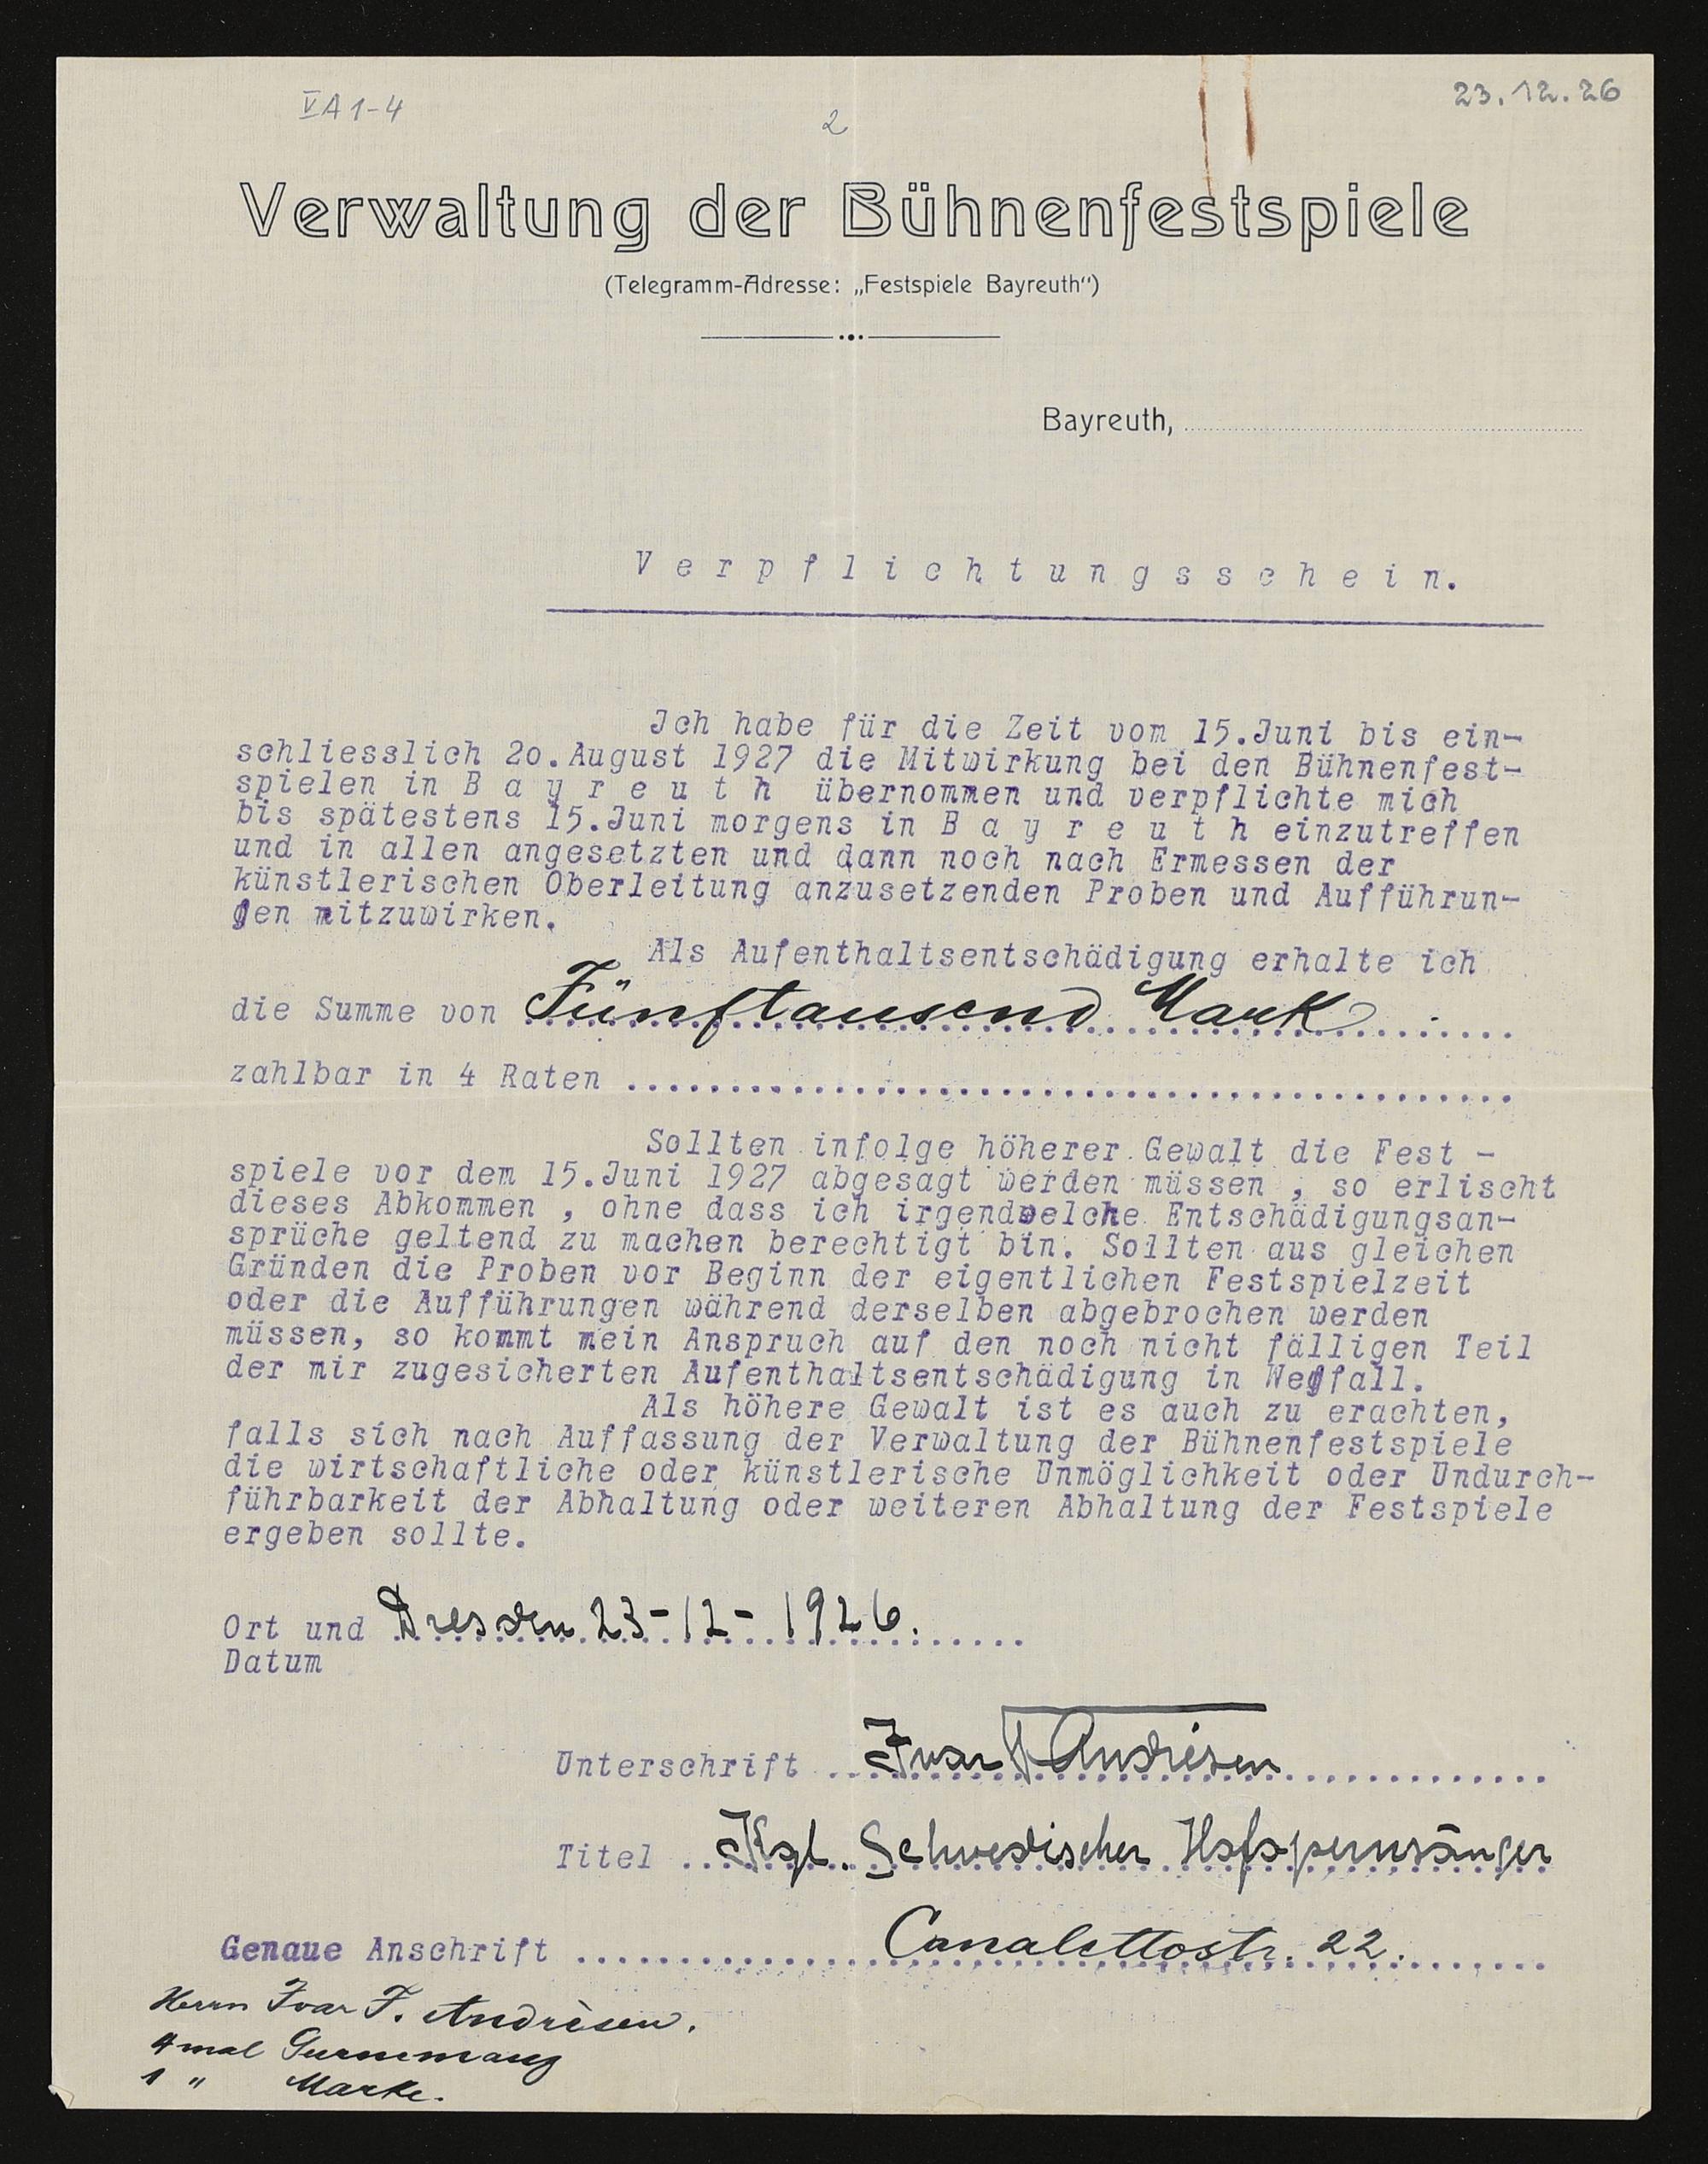 VA 1-4
2
23.12.26
Verwaltung der Bühnenfestspiele
(Telegramm-Adresse: „Festspiele Bayreuth“)
Bayreuth,
Verpflichtungsschein.
Ich habe für die Zeit vom 15.Juni bis ein-
schliesslich 2o.August 1927 die Mitwirkung bei den Bühnenfest-
spielen in B a y r e u t h übernommen und verpflichte mich
bis spätestens 15.Juni morgens in B a y r e u t h einzutreffen
und in allen angesetzten und dann noch nach Ermessen der
künstlerischen Oberleitung anzusetzenden Proben und Aufführun-
gen mitzuwirken.
Als Aufenthaltsentschädigung erhalte ich
die Summe von Fünftausend Mark
zahlbar in 4 Raten
Sollten infolge höherer Gewalt die Fest -
spiele vor dem 15.Juni 1927 abgesagt werden müssen , so erlischt
dieses Abkommen , ohne dass ich irgendwelche Entschädigungsan-
sprüche geltend zu machen berechtigt bin. Sollten aus gleichen
Gründen die Proben vor Beginn der eigentlichen Festspielzeit
oder die Aufführungen während derselben abgebrochen werden
müssen, so kommt mein Anspruch auf den noch nicht fälligen Teil
der mir zugesicherten Aufenthaltsentschädigung in Wegfall.
Als höhere Gewalt ist es auch zu erachten,
falls sich nach Auffassung der Verwaltung der Bühnenfestspiele
die wirtschaftliche oder künstlerische Unmöglichkeit oder Undurch-
führbarkeit der Abhaltung oder weiteren Abhaltung der Festspiele
ergeben sollte.
Ort und Dresden 23-12-1926.
Datum
Unterschrift Ivar F Andrésen
Titel Kgl. Schwedischer Hofopernsänger
Genaue Anschrift Canalettostr. 22.
Herrn Ivar F. Andrèsen.
4 mal Gurnemanz
1 " Marke.